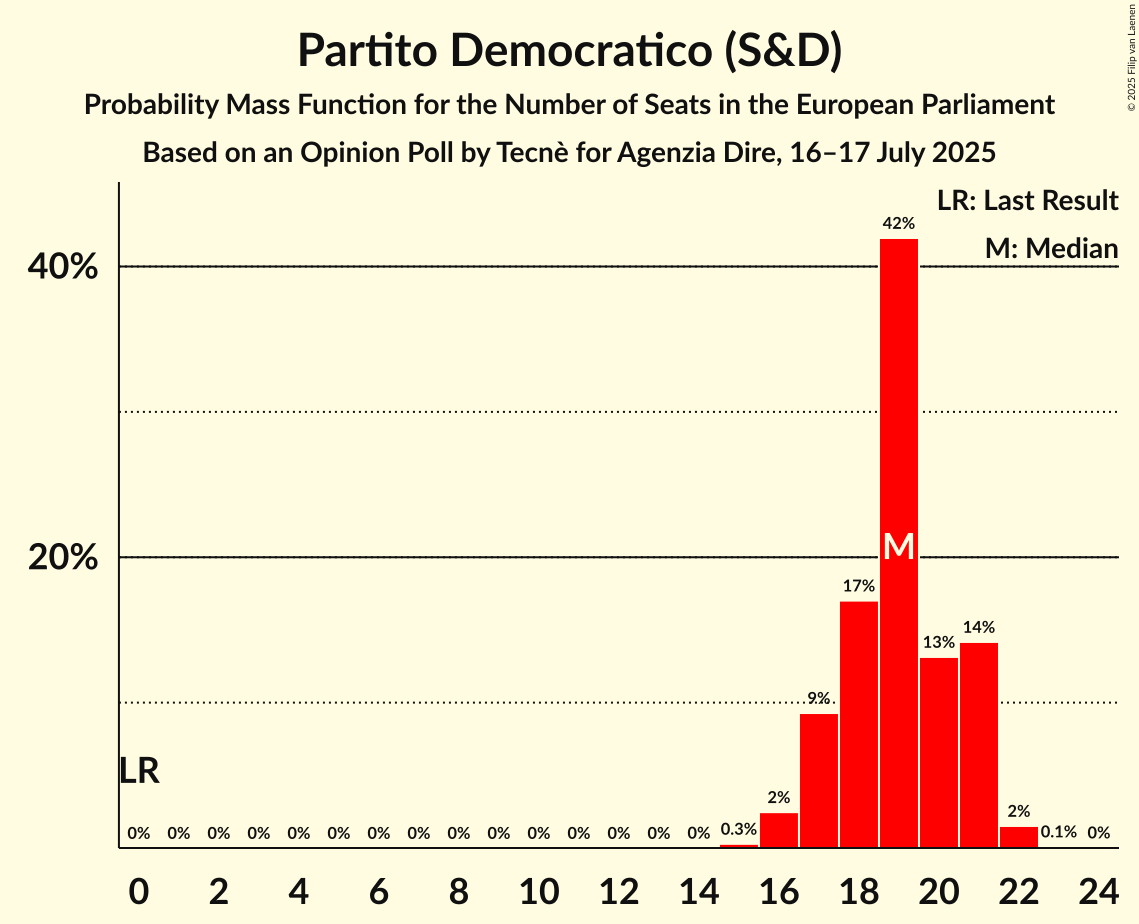 Partito Democratico (S&D)
Probability Mass Function for the Number of Seats in the European Parliament
Based on an Opinion Poll by Tecnè for Agenzia Dire, 16–17 July 2025
© 2025 Filip van Laenen
LR: Last Result
M: Median
42%
40%
M
20%
17%
14%
13%
9%
LR
2%
2%
0% 0% 0% 0% 0% 0% 0% 0% 0% 0% 0% 0% 0% 0% 0% 0.3% 0.1% 0%
0 2 4 6 8 10 12 14 16 18 20 22 24